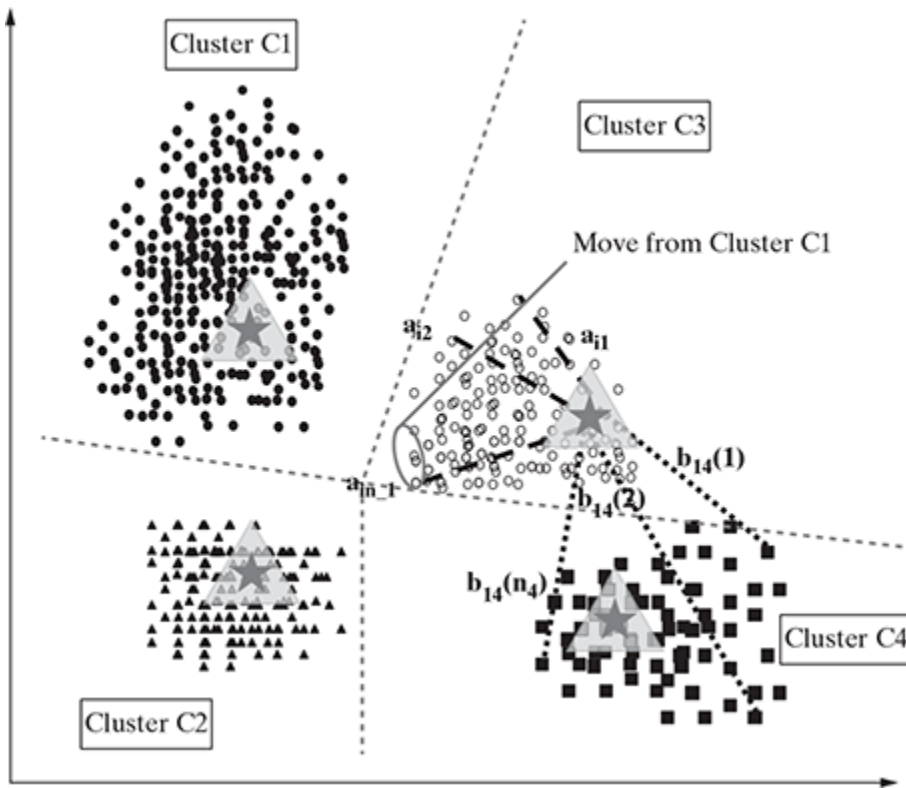 Cluster C1
Cluster C3
Move from Cluster C1
a_i2
a_i1
b_14(1)
a_in_1
b_14(2)
b_14(n_4)
Cluster C4
Cluster C2